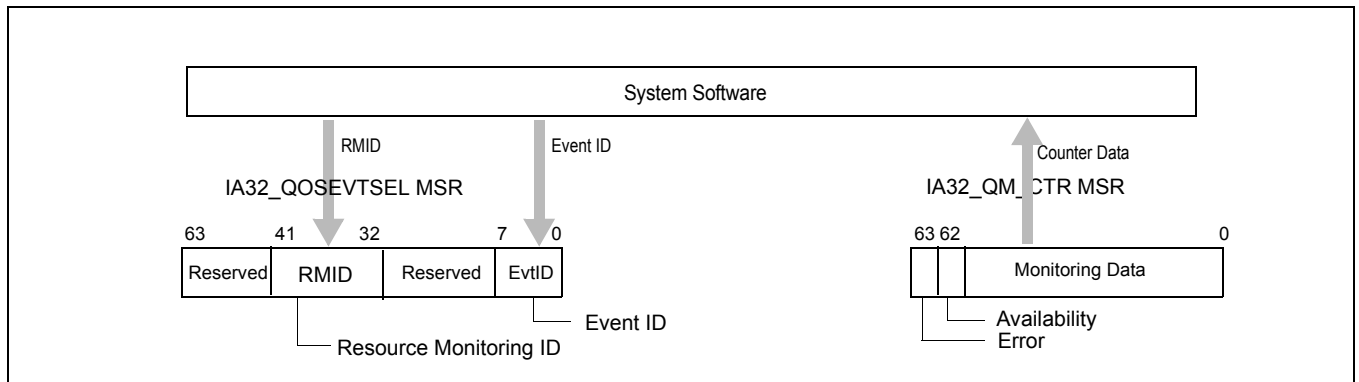 System Software
RMID
Event ID
Counter Data
IA32_QOSEVTSEL MSR
IA32_QM_CTR MSR
63 41 32 7 0
63 62 0
Reserved RMID Reserved EvtID
Monitoring Data
Event ID
Resource Monitoring ID
Availability
Error